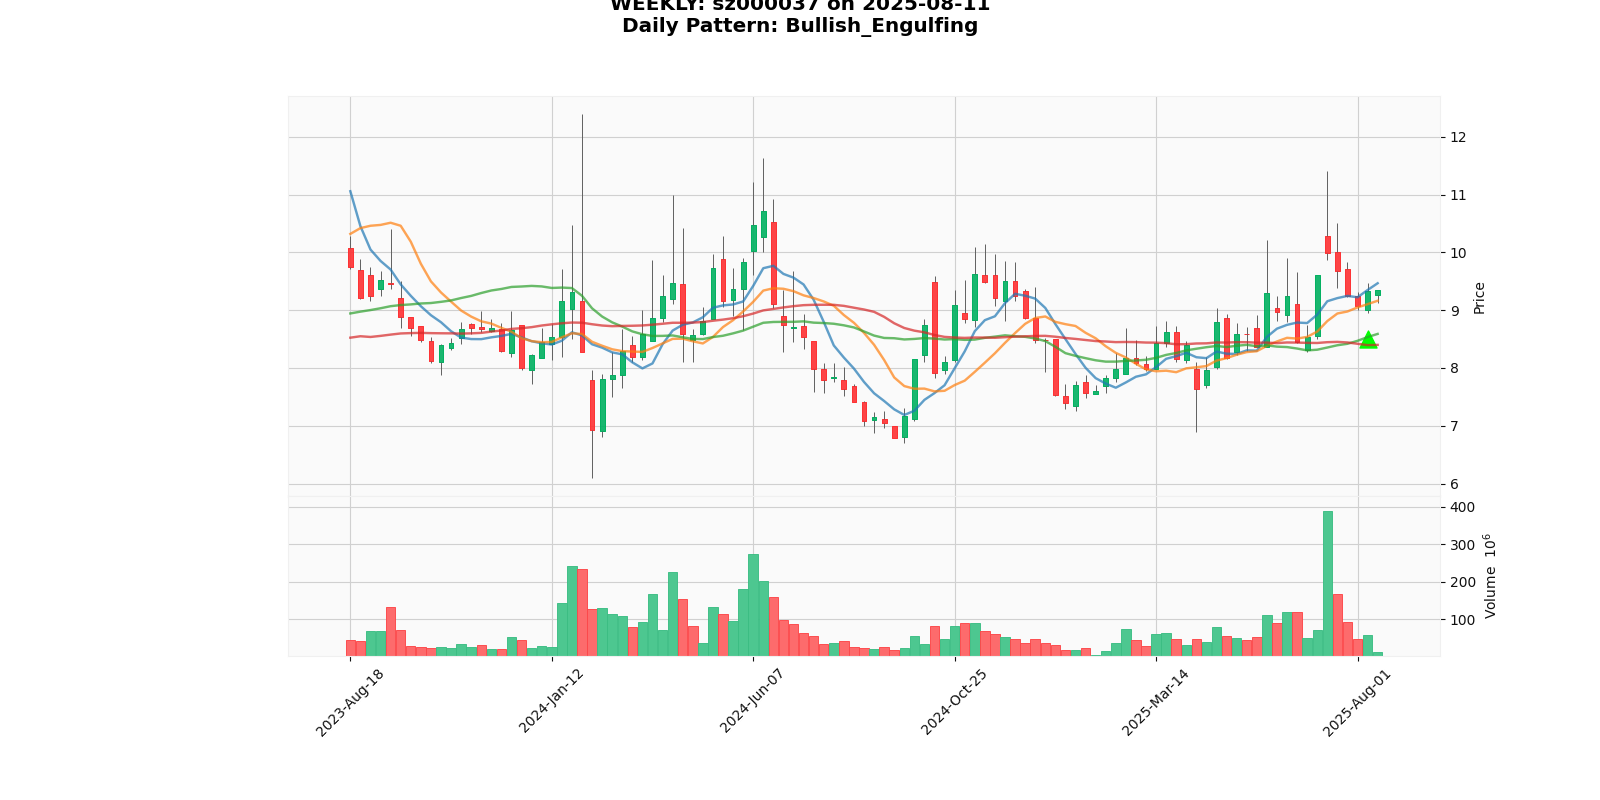 WEEKLY: sz000037 on 2025-08-11
Daily Pattern: Bullish_Engulfing
12
11
10
9
8
7
6
Price
400
300
200
100
Volume 10^6
2023-Aug-18
2024-Jan-12
2024-Jun-07
2024-Oct-25
2025-Mar-14
2025-Aug-01